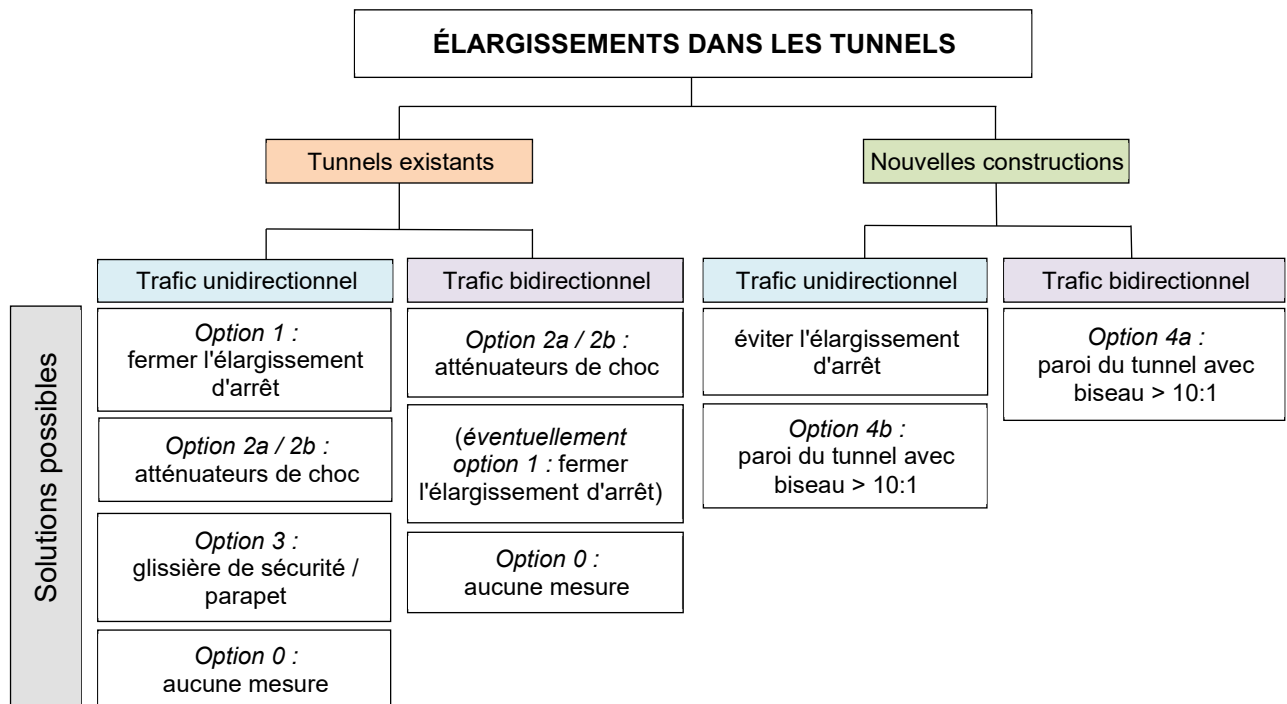 ÉLARGISSEMENTS DANS LES TUNNELS
Tunnels existants
Nouvelles constructions
Trafic unidirectionnel
Trafic bidirectionnel
Trafic unidirectionnel
Trafic bidirectionnel
Solutions possibles
Option 1 :
fermer l'élargissement
d'arrêt
Option 2a / 2b :
atténuateurs de choc
Option 3 :
glissière de sécurité /
parapet
Option 0 :
aucune mesure
Option 2a / 2b :
atténuateurs de choc
(éventuellement
option 1 : fermer
l'élargissement d'arrêt)
Option 0 :
aucune mesure
éviter l'élargissement
d'arrêt
Option 4b :
paroi du tunnel avec
biseau > 10:1
Option 4a :
paroi du tunnel avec
biseau > 10:1